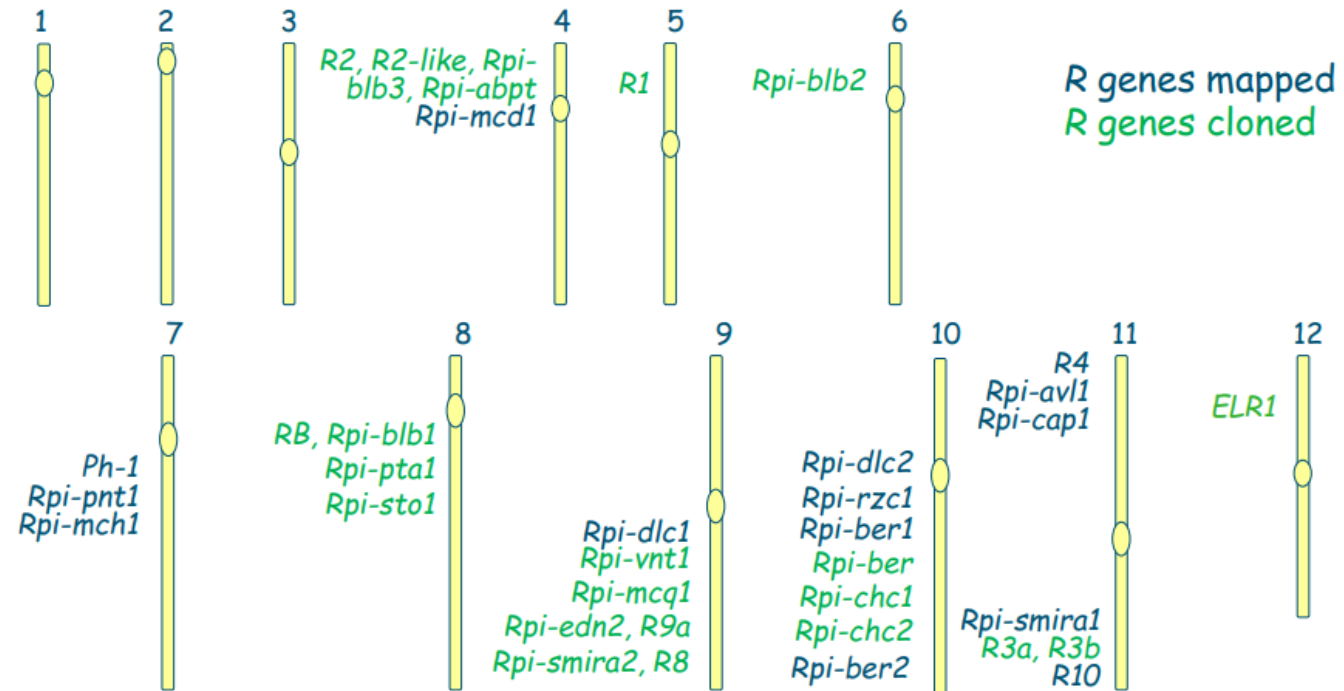 1
2
3
4
5
6
R2, R2-like, Rpi-
blb3, Rpi-abpt
Rpi-mcd1
R1
Rpi-blb2
R genes mapped
R genes cloned
7
8
9
10
11
12
Ph-1
Rpi-pnt1
Rpi-mch1
RB, Rpi-blb1
Rpi-pta1
Rpi-sto1
Rpi-dlc1
Rpi-vnt1
Rpi-mcq1
Rpi-edn2, R9a
Rpi-smira2, R8
Rpi-dlc2
Rpi-rzc1
Rpi-ber1
Rpi-ber
Rpi-chc1
Rpi-chc2
Rpi-ber2
R4
Rpi-avl1
Rpi-cap1
Rpi-smira1
R3a, R3b
R10
ELR1